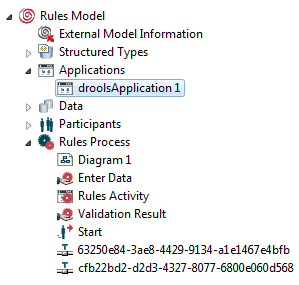 Rules Model
External Model Information
Structured Types
Applications
droolsApplication 1
Data
Participants
Rules Process
Diagram 1
Enter Data
Rules Activity
Validation Result
Start
63250e84-3ae8-4429-9134-a1e1467e4bfb
cfb22bd2-d2d3-4327-8077-6800e060d568